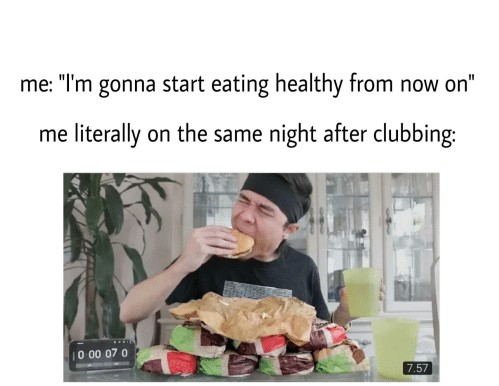 me: "I'm gonna start eating healthy from now on"
me literally on the same night after clubbing:
0 00 07 0
7.57